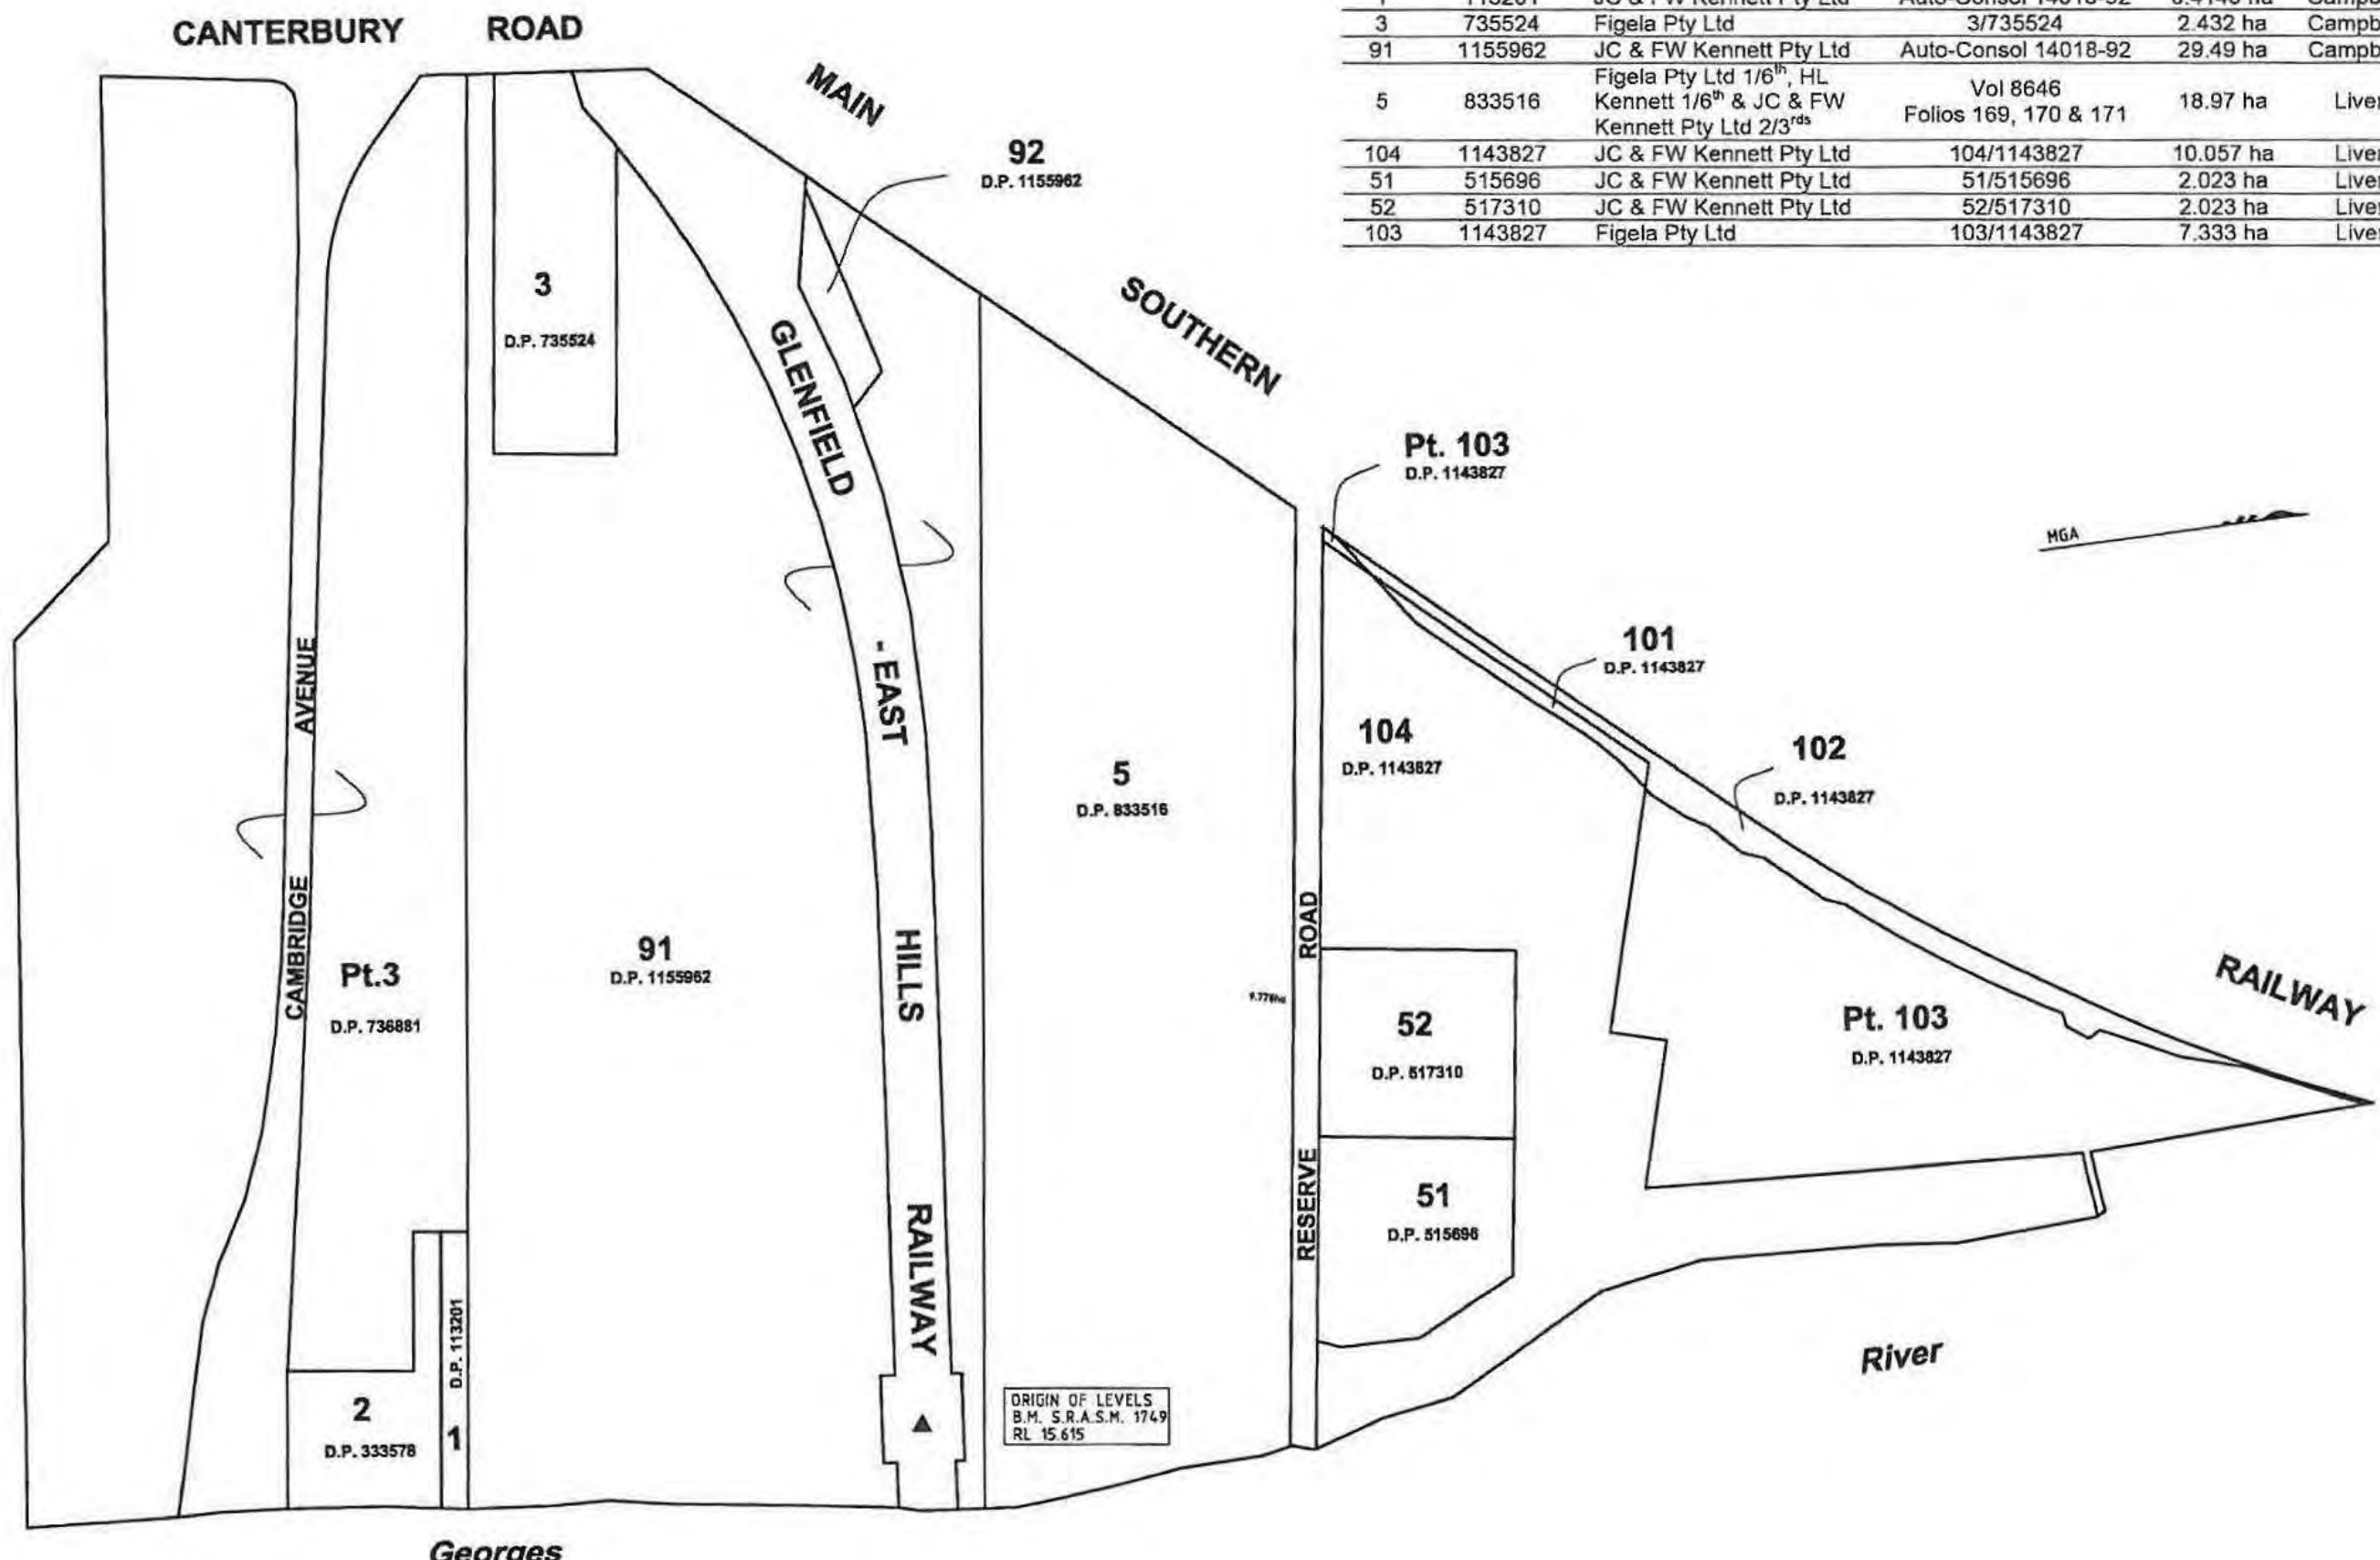 CANTERBURY ROAD
3 735524 Figela Pty Ltd 3/735524 2.432 ha
91 1155962 JC & FW Kennett Pty Ltd Auto-Consol 14018-92 29.49 ha
5 833516 Figela Pty Ltd 1/6th, HL Kennett 1/6th & JC & FW Kennett Pty Ltd 2/3rds Vol 8646 Folios 169, 170 & 171 18.97 ha
104 1143827 JC & FW Kennett Pty Ltd 104/1143827 10.057 ha
51 515696 JC & FW Kennett Pty Ltd 51/515696 2.023 ha
52 517310 JC & FW Kennett Pty Ltd 52/517310 2.023 ha
103 1143827 Figela Pty Ltd 103/1143827 7.333 ha
MAIN
SOUTHERN
RAILWAY
92
D.P. 1155962
3
D.P. 735524
GLENFIELD
- EAST
HILLS
RAILWAY
Pt. 103
D.P. 1143827
MGA
101
D.P. 1143827
102
D.P. 1143827
104
D.P. 1143827
5
D.P. 833516
CAMBRIDGE AVENUE
Pt.3
D.P. 736881
91
D.P. 1155962
RESERVE ROAD
52
D.P. 517310
Pt. 103
D.P. 1143827
51
D.P. 515696
D.P. 113201
1
2
D.P. 333578
ORIGIN OF LEVELS
B.M. S.R.A.S.M. 1749
RL 15.615
River
Georges